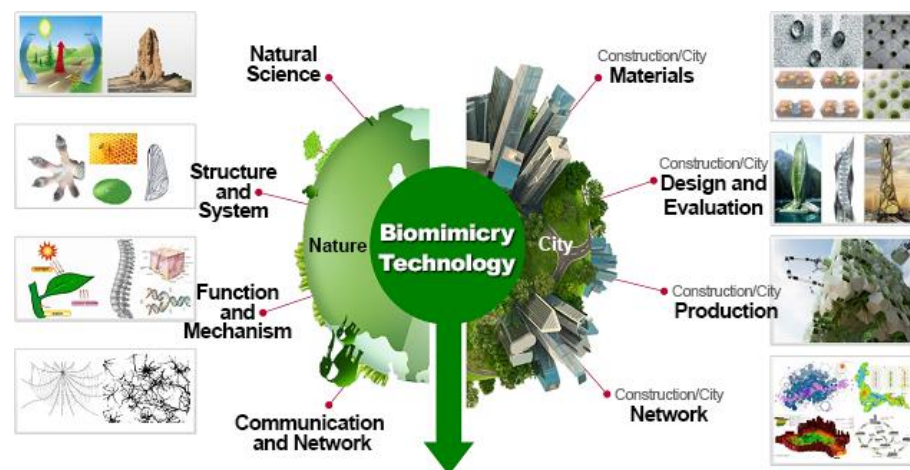 Natural
Science
Structure
and
System
Function
and
Mechanism
Communication
and Network
Nature
Biomimicry
Technology
City
Construction/City
Materials
Construction/City
Design and
Evaluation
Construction/City
Production
Construction/City
Network